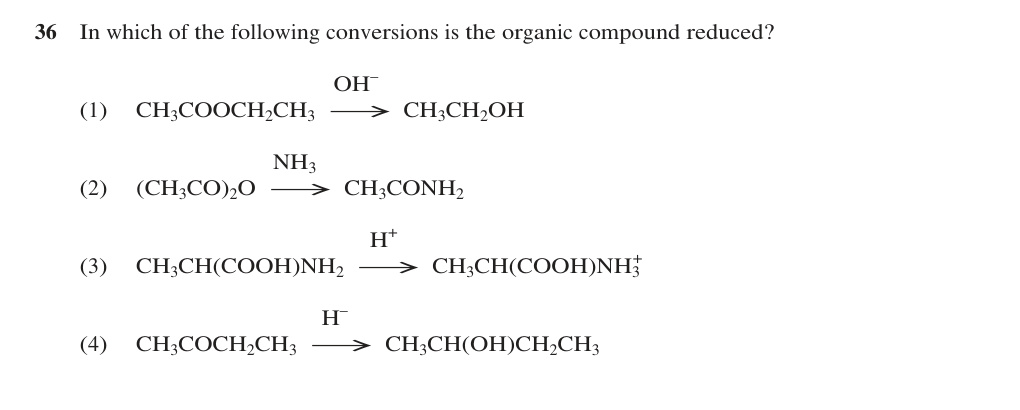 36 In which of the following conversions is the organic compound reduced?
OH⁻
(1) CH₃COOCH₂CH₃ ⟶ CH₃CH₂OH
NH₃
(2) (CH₃CO)₂O ⟶ CH₃CONH₂
H⁺
(3) CH₃CH(COOH)NH₂ ⟶ CH₃CH(COOH)NH₃⁺
H⁻
(4) CH₃COCH₂CH₃ ⟶ CH₃CH(OH)CH₂CH₃